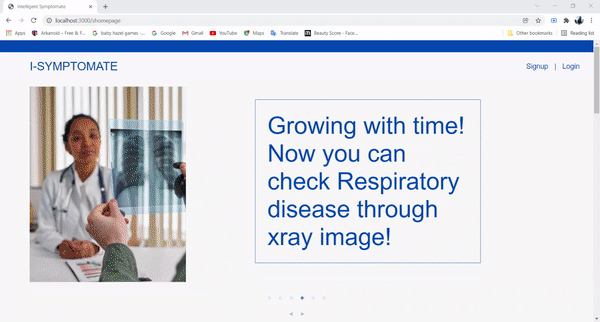 Intelligent Symptomate
localhost:3000/shomepage
Apps
Arkanoid – Free & F...
baby hazel games -...
Google
Gmail
YouTube
Maps
Translate
Beauty Score - Face...
Other bookmarks
Reading list
I-SYMPTOMATE
Signup | Login
Growing with time!
Now you can
check Respiratory
disease through
xray image!
< >